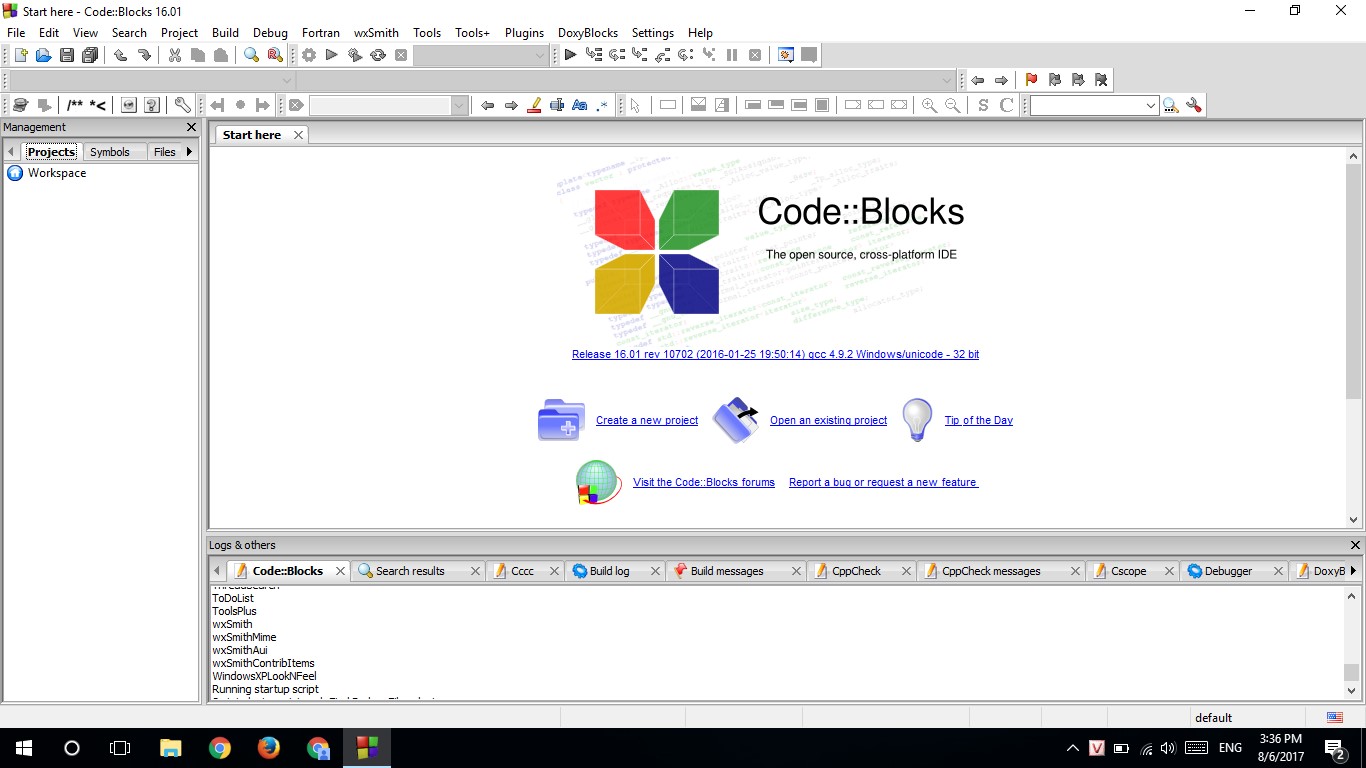 Start here - Code::Blocks 16.01
File Edit View Search Project Build Debug Fortran wxSmith Tools Tools+ Plugins DoxyBlocks Settings Help
/** *<
Aa .*
S C
Management
Projects Symbols Files
Workspace
Start here
Code::Blocks
The open source, cross-platform IDE
Release 16.01 rev 10702 (2016-01-25 19:50:14) gcc 4.9.2 Windows/unicode - 32 bit
Create a new project Open an existing project Tip of the Day
Visit the Code::Blocks forums Report a bug or request a new feature
Logs & others
Code::Blocks Search results Cccc Build log Build messages CppCheck CppCheck messages Cscope Debugger DoxyB
ToDoList
ToolsPlus
wxSmith
wxSmithMime
wxSmithAui
wxSmithContribItems
WindowsXPLookNFeel
Running startup script
default
ENG
3:36 PM
8/6/2017
2